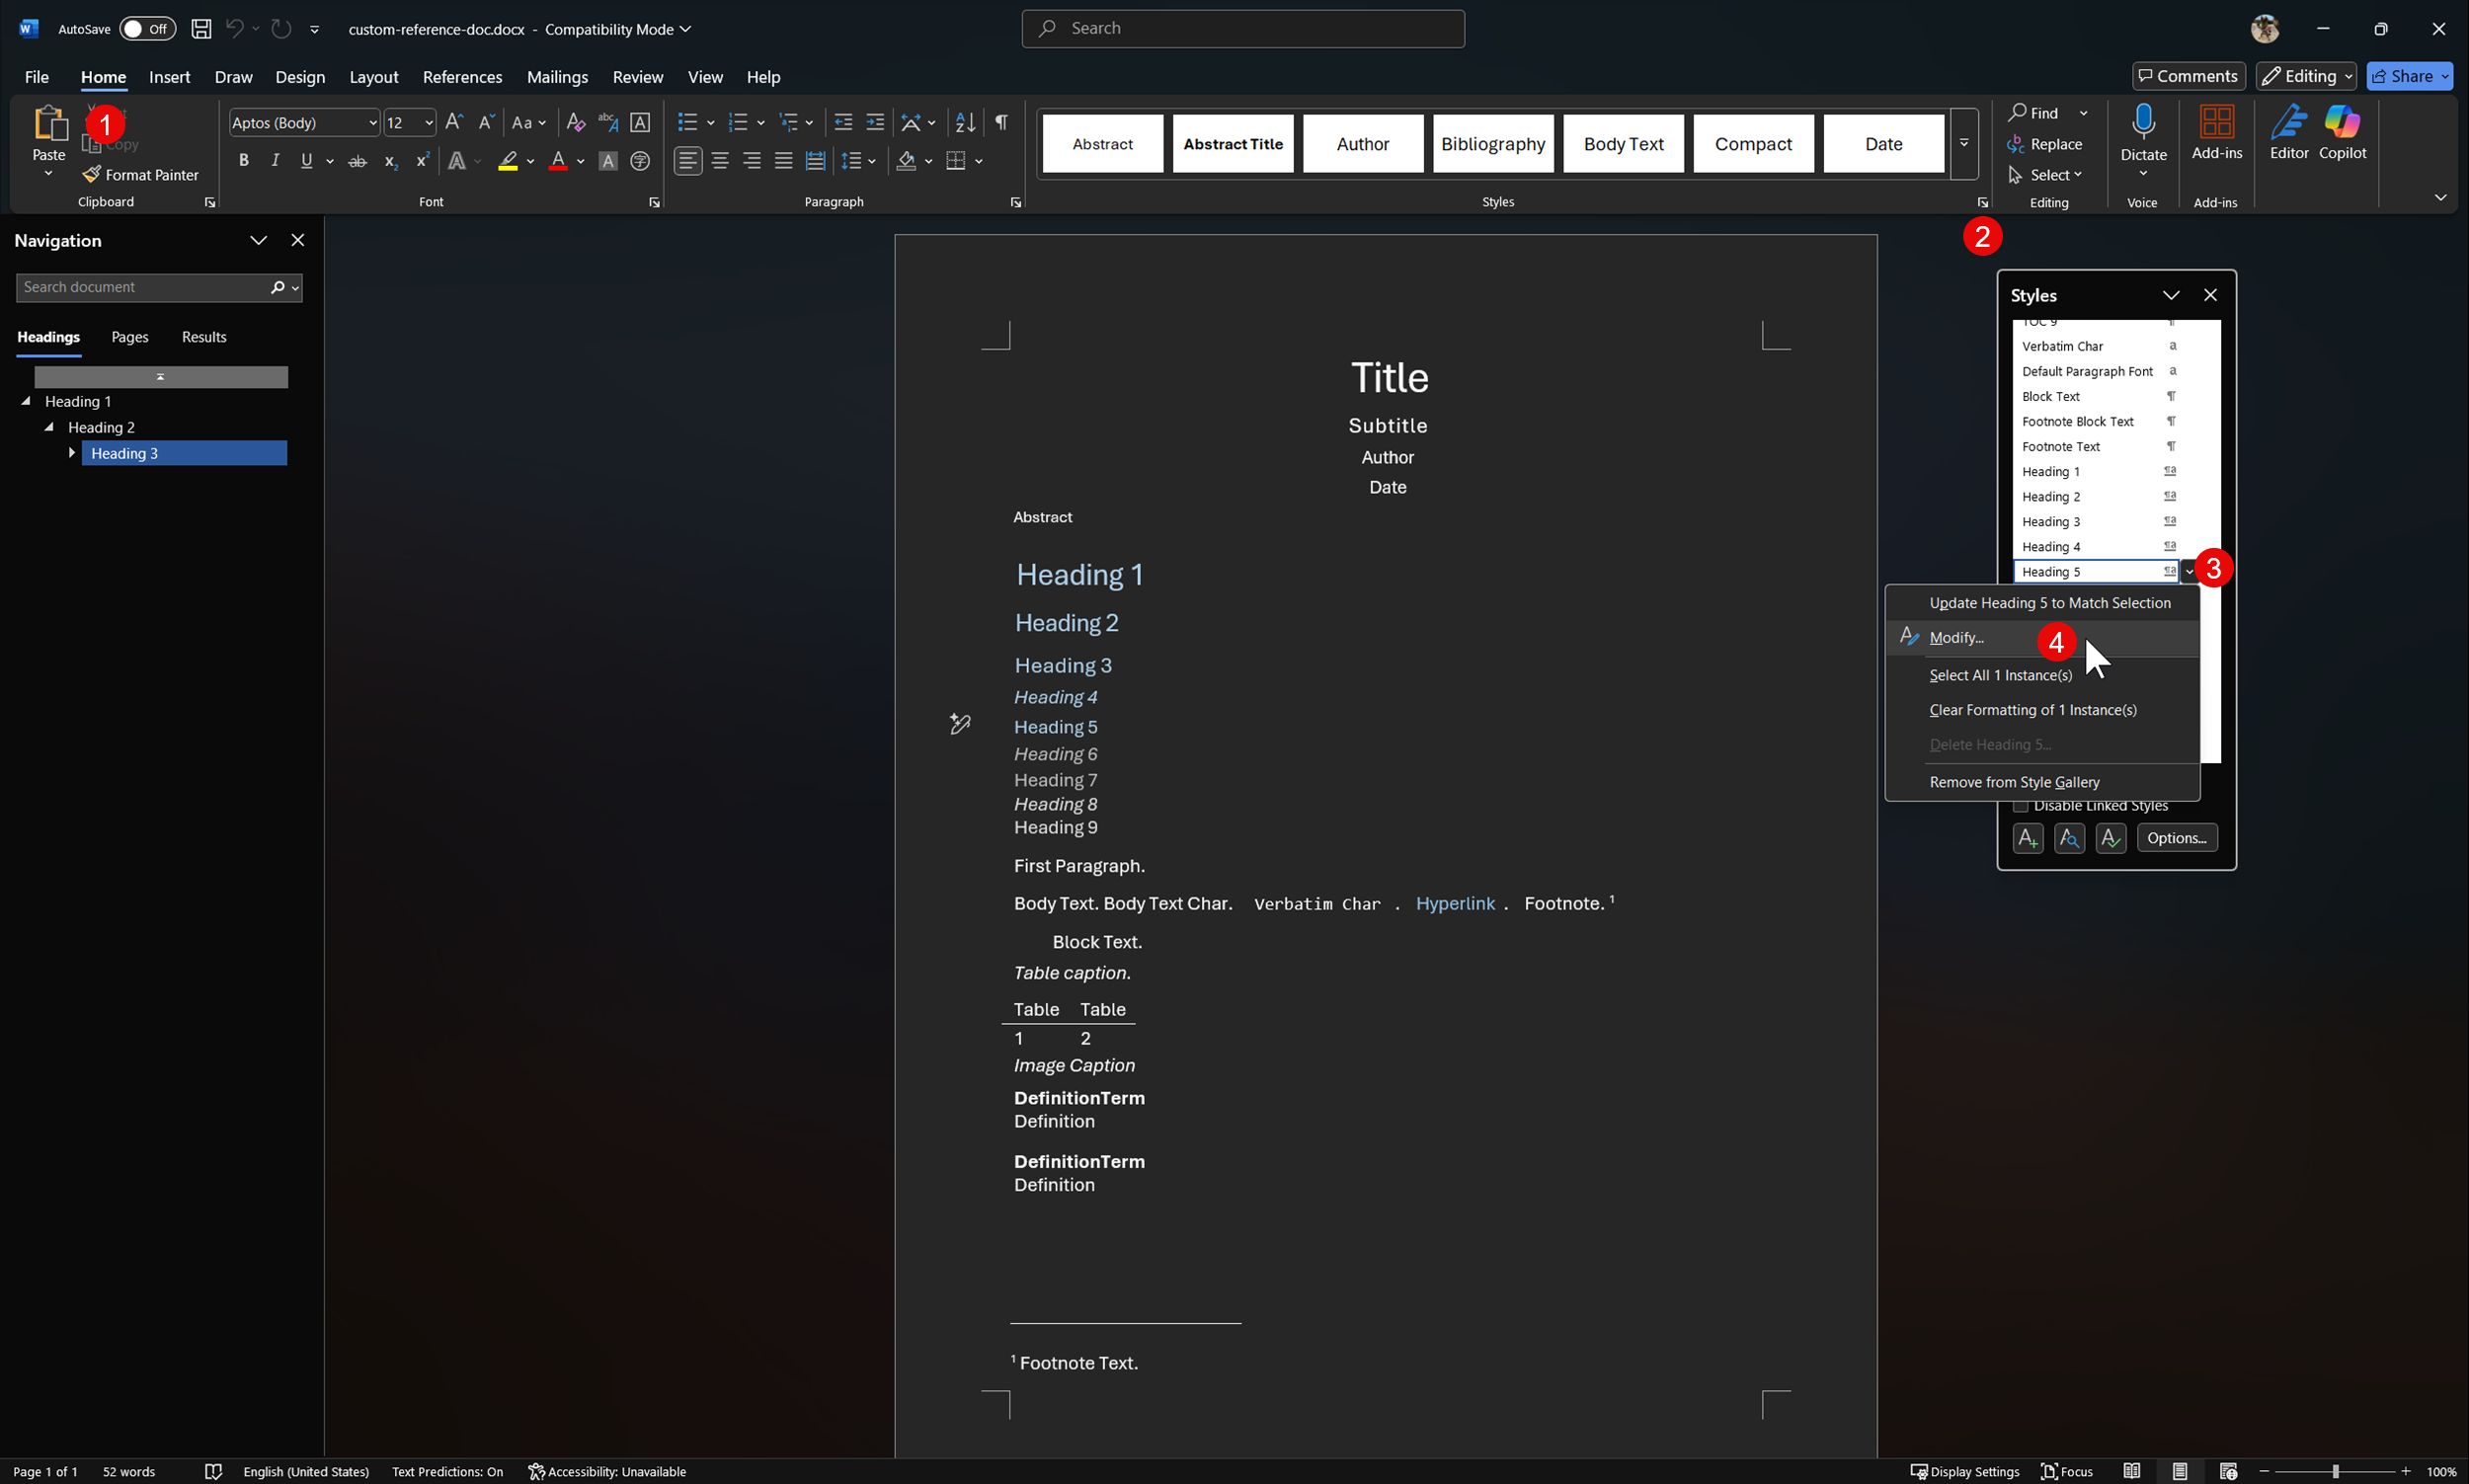 AutoSave Off custom-reference-doc.docx - Compatibility Mode
Search
File Home Insert Draw Design Layout References Mailings Review View Help
Comments Editing Share
Paste
1
Copy
Format Painter
Clipboard
Aptos (Body) 12
Font
Paragraph
Abstract Abstract Title Author Bibliography Body Text Compact Date
Styles
Find
Replace
Select
Editing
Dictate
Voice
Add-ins
Add-ins
Editor Copilot
2
Navigation
Search document
Headings Pages Results
Heading 1
Heading 2
Heading 3
Title
Subtitle
Author
Date
Abstract
Heading 1
Heading 2
Heading 3
Heading 4
Heading 5
Heading 6
Heading 7
Heading 8
Heading 9
First Paragraph.
Body Text. Body Text Char. Verbatim Char . Hyperlink . Footnote. 1
Block Text.
Table caption.
Table Table
1 2
Image Caption
DefinitionTerm
Definition
DefinitionTerm
Definition
1 Footnote Text.
Styles
TOC 9
Verbatim Char a
Default Paragraph Font a
Block Text ¶
Footnote Block Text ¶
Footnote Text ¶
Heading 1 ¶a
Heading 2 ¶a
Heading 3 ¶a
Heading 4 ¶a
Heading 5 ¶a
3
Update Heading 5 to Match Selection
Modify...
4
Select All 1 Instance(s)
Clear Formatting of 1 Instance(s)
Delete Heading 5...
Remove from Style Gallery
Disable Linked Styles
Options...
Page 1 of 1 52 words English (United States) Text Predictions: On Accessibility: Unavailable
Display Settings Focus 100%